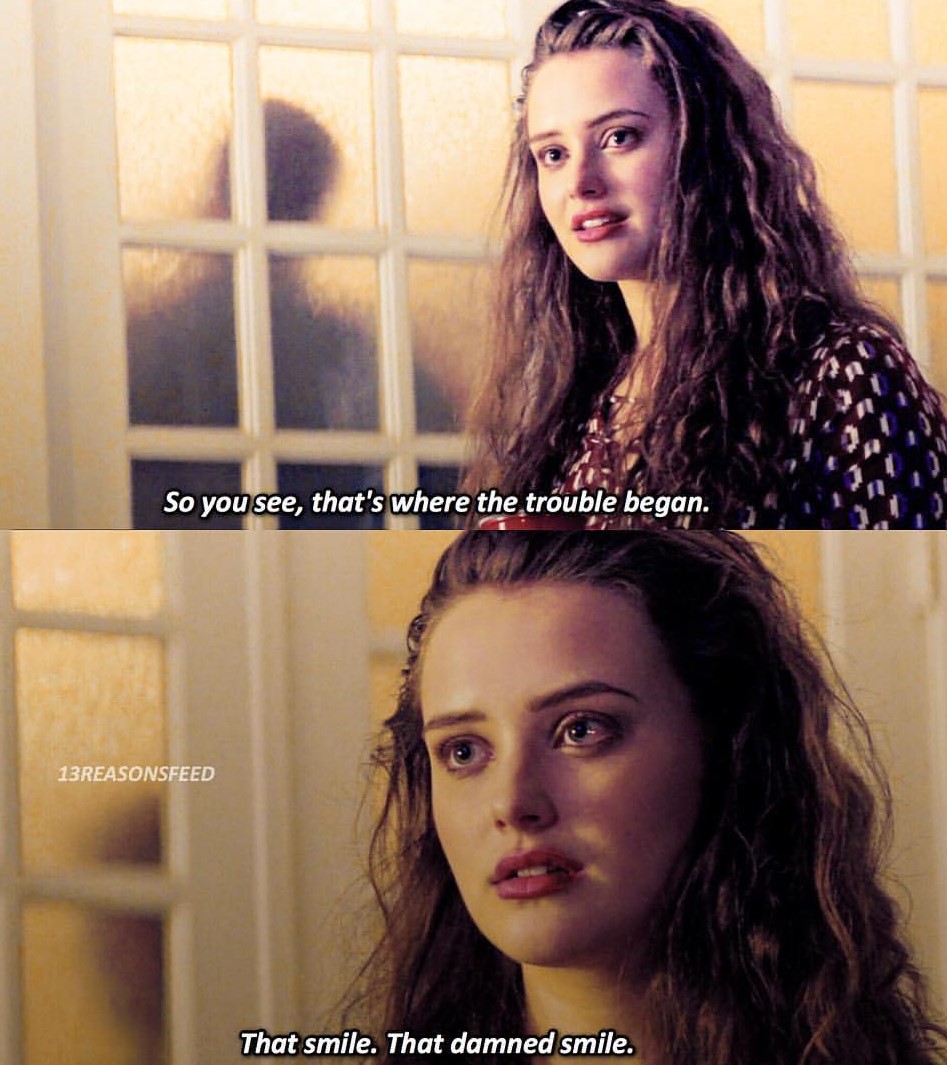 So you see, that's where the trouble began.
13REASONSFEED
That smile. That damned smile.